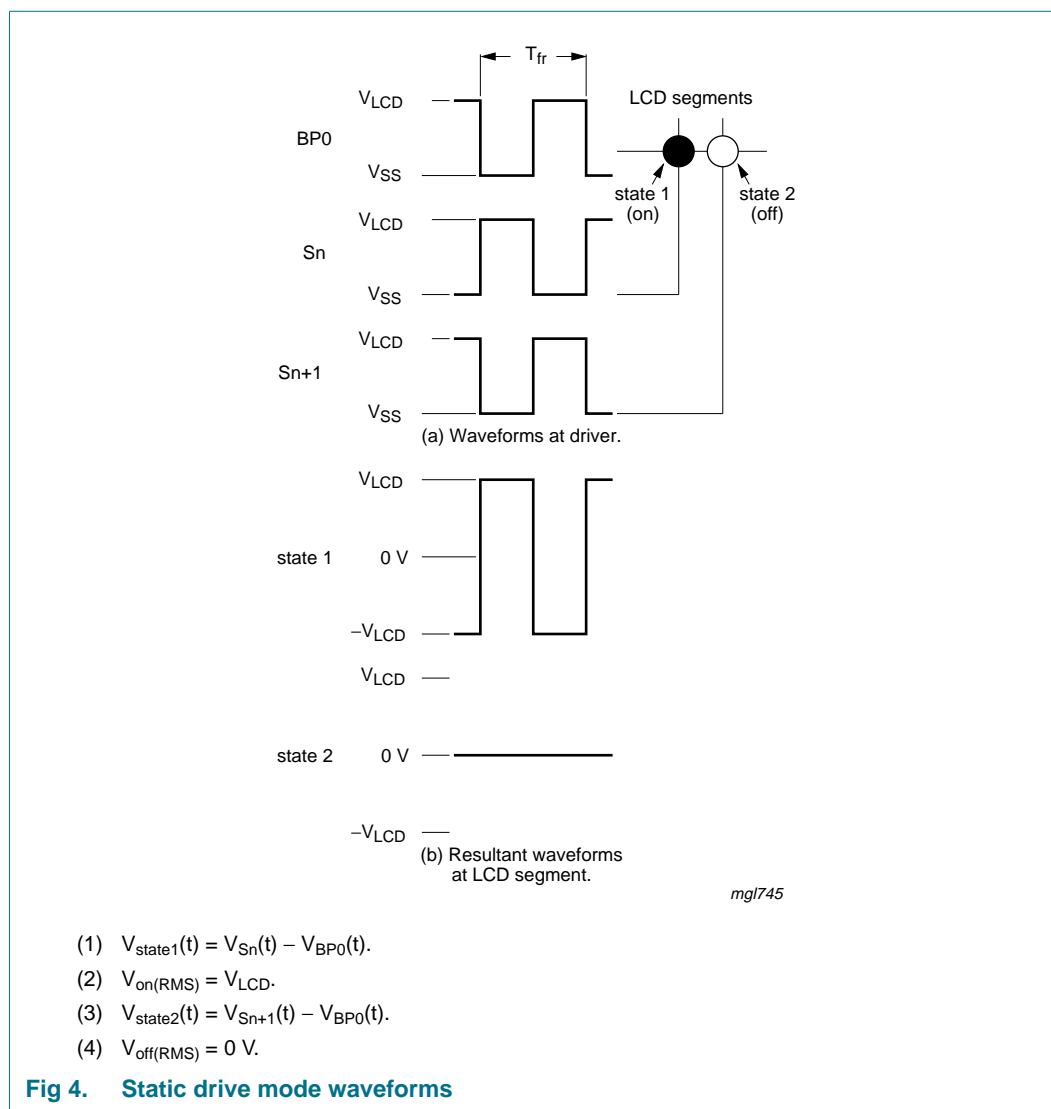 T_fr
V_LCD
LCD segments
BP0
V_SS
state 1
(on)
state 2
(off)
V_LCD
Sn
V_SS
V_LCD
Sn+1
V_SS
(a) Waveforms at driver.
V_LCD
state 1 0 V
−V_LCD
V_LCD
state 2 0 V
−V_LCD
(b) Resultant waveforms
at LCD segment.
mgl745
(1) V_state1(t) = V_Sn(t) − V_BP0(t).
(2) V_on(RMS) = V_LCD.
(3) V_state2(t) = V_Sn+1(t) − V_BP0(t).
(4) V_off(RMS) = 0 V.
Fig 4. Static drive mode waveforms